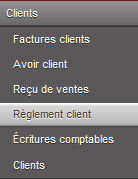 Clients
Factures clients
Avoir client
Reçu de ventes
Règlement client
Écritures comptables
Clients